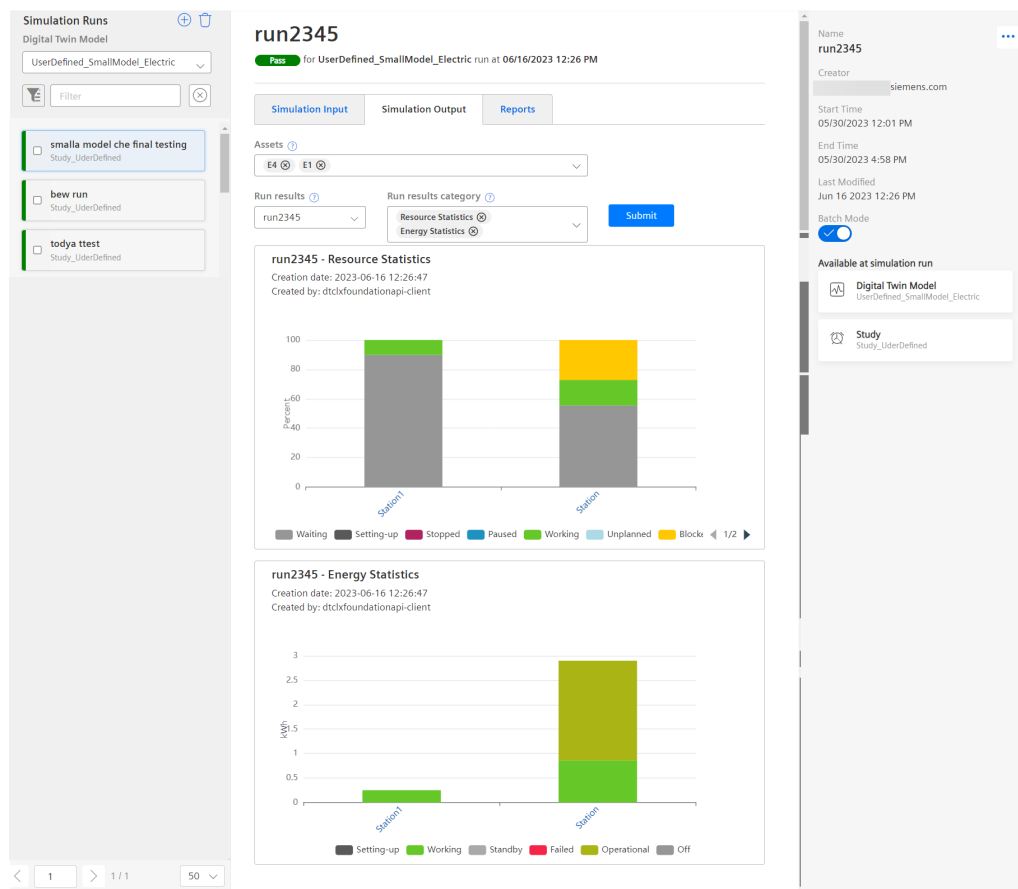 Simulation Runs
Digital Twin Model
UserDefined_SmallModel_Electric
Filter
smalla model che final testing
Study_UderDefined
bew run
Study_UderDefined
todya ttest
Study_UderDefined
1
1 / 1
50
run2345
Pass for UserDefined_SmallModel_Electric run at 06/16/2023 12:26 PM
Simulation Input
Simulation Output
Reports
Assets ?
E4 E1
Run results ?
Run results category ?
run2345
Resource Statistics
Energy Statistics
Submit
run2345 - Resource Statistics
Creation date: 2023-06-16 12:26:47
Created by: dtclxfoundationapi-client
100
80
60
40
20
0
Percent
Station1
Station
Waiting Setting-up Stopped Paused Working Unplanned Blocke 1/2
run2345 - Energy Statistics
Creation date: 2023-06-16 12:26:47
Created by: dtclxfoundationapi-client
3
2.5
2
1.5
1
0.5
0
kWh
Station1
Station
Setting-up Working Standby Failed Operational Off
Name
run2345
Creator
siemens.com
Start Time
05/30/2023 12:01 PM
End Time
05/30/2023 4:58 PM
Last Modified
Jun 16 2023 12:26 PM
Batch Mode
Available at simulation run
Digital Twin Model
UserDefined_SmallModel_Electric
Study
Study_UderDefined